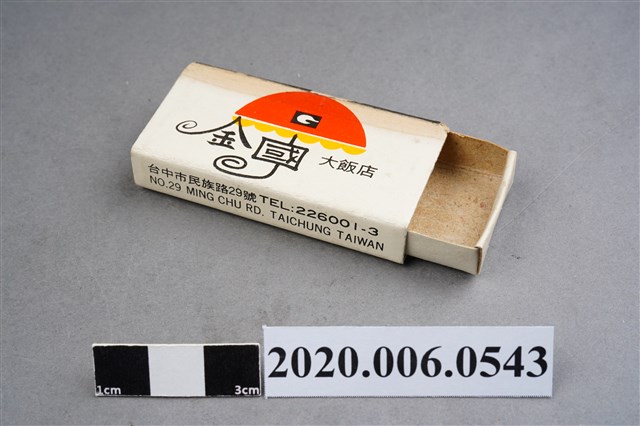 G
金國
大飯店
台中市民族路29號 TEL:226001-3
NO.29 MING CHU RD. TAICHUNG TAIWAN
1cm 3cm
2020.006.0543